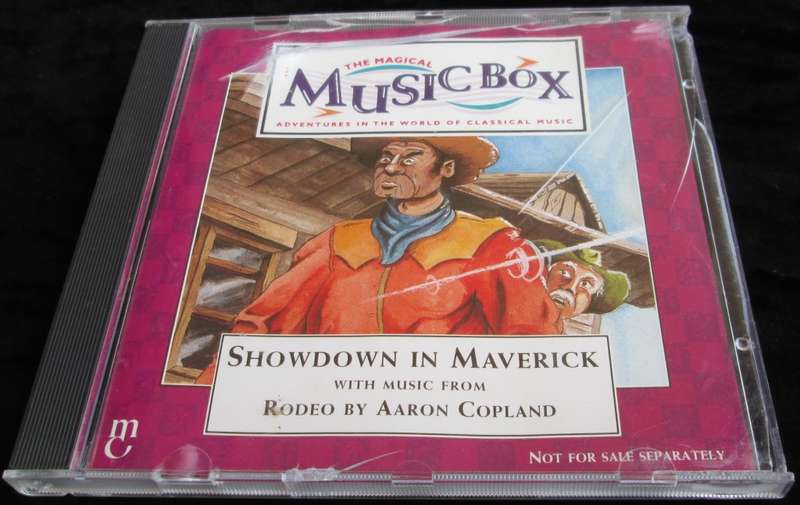 THE MAGICAL
MUSIC BOX
ADVENTURES IN THE WORLD OF CLASSICAL MUSIC
SHOWDOWN IN MAVERICK
WITH MUSIC FROM
RODEO BY AARON COPLAND
mc
NOT FOR SALE SEPARATELY